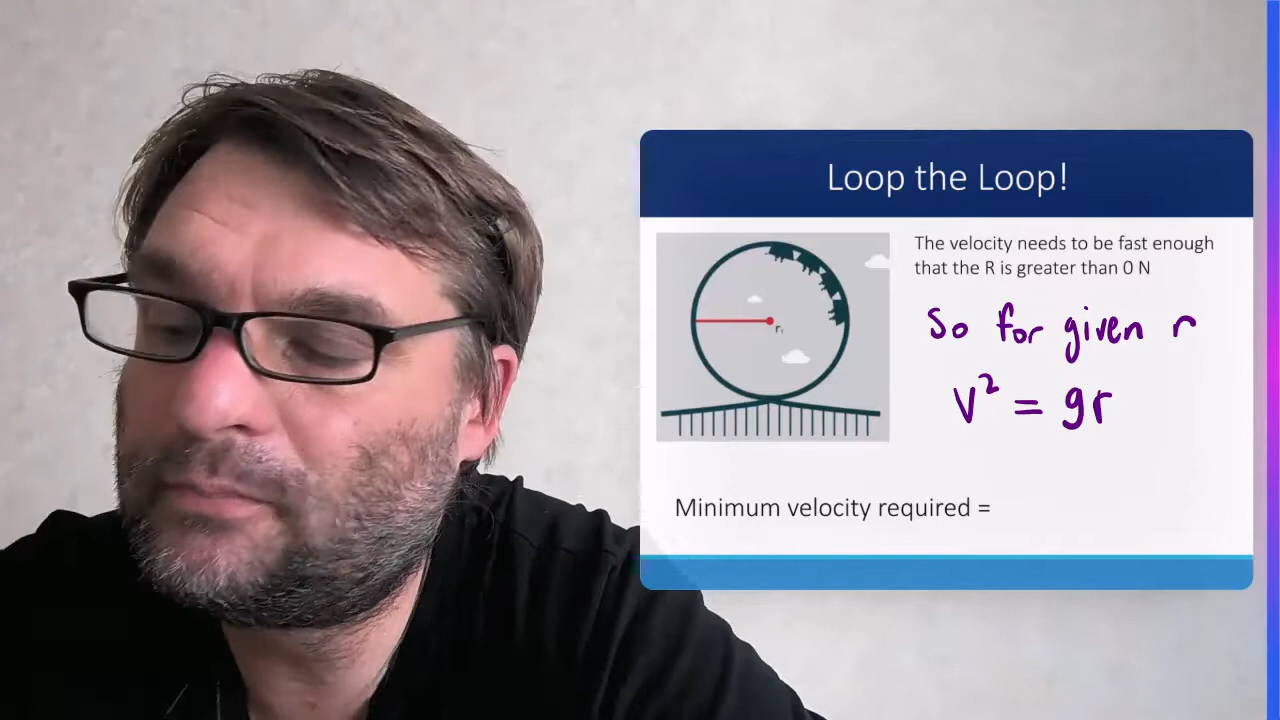 Loop the Loop!
The velocity needs to be fast enough
that the R is greater than 0 N
r
So for given r
v² = gr
Minimum velocity required =